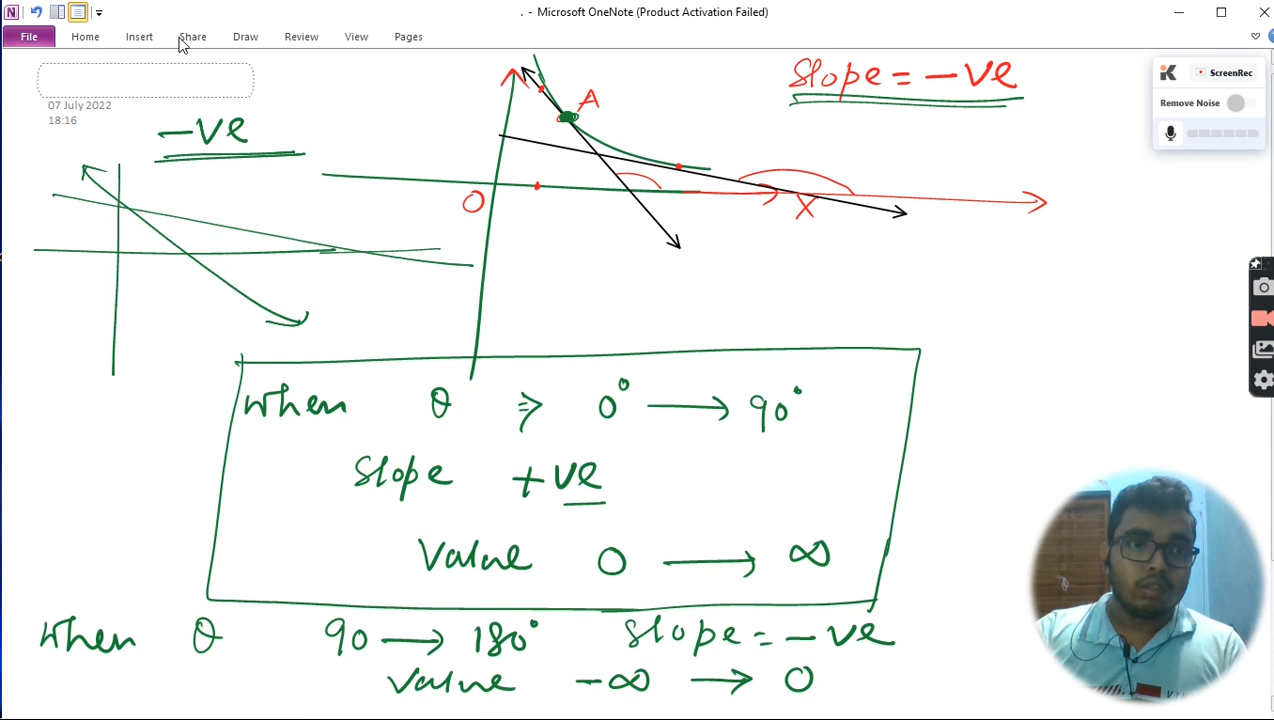 . - Microsoft OneNote (Product Activation Failed)
File Home Insert Share Draw Review View Pages
ScreenRec
Remove Noise
07 July 2022
18:16
-ve
A
Slope = -ve
O
X
When θ ⇒ 0° → 90°
Slope +ve
Value 0 → ∞
When θ 90 → 180° Slope = -ve
Value -∞ → 0